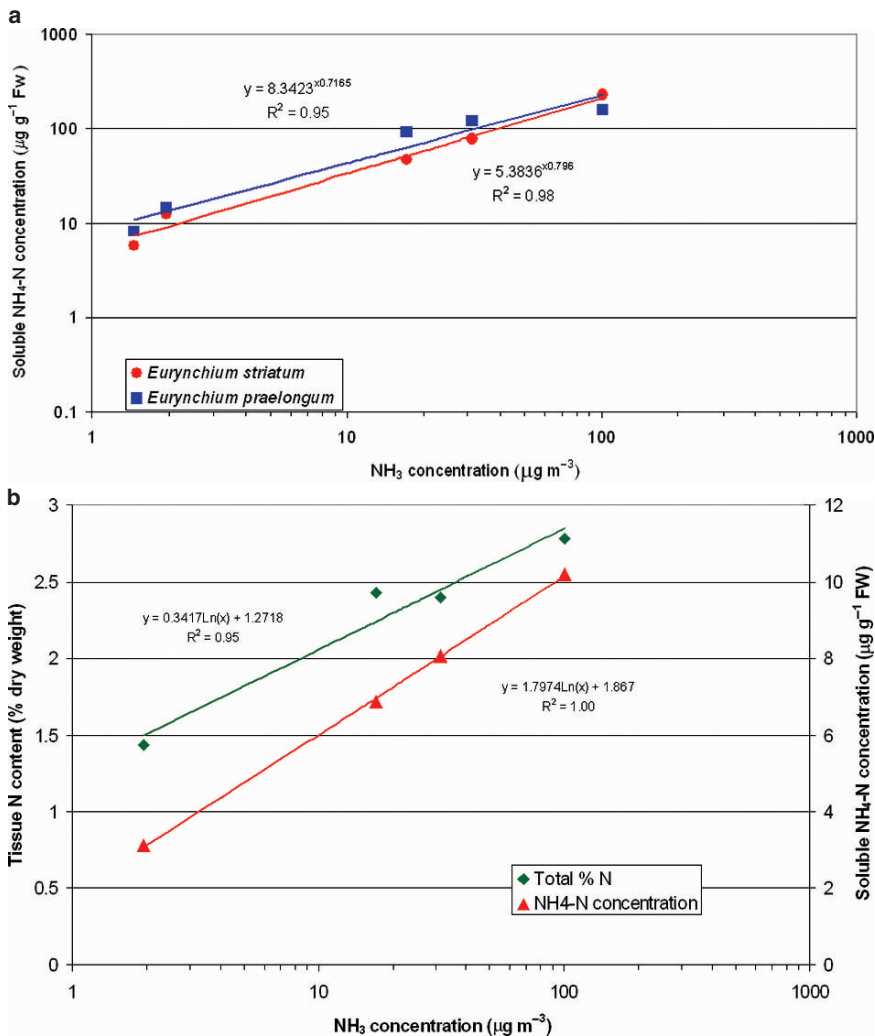 a
Soluble NH₄-N concentration (µg g⁻¹ Fw)
1000
100
10
1
0.1
y = 8.3423^x0.7165
R² = 0.95
y = 5.3836^x0.796
R² = 0.98
Eurynchium striatum
Eurynchium praelongum
1 10 100 1000
NH₃ concentration (µg m⁻³)
b
Tissue N content (% dry weight)
3
2.5
2
1.5
1
0.5
0
y = 0.3417Ln(x) + 1.2718
R² = 0.95
y = 1.7974Ln(x) + 1.867
R² = 1.00
Total % N
NH4-N concentration
12
10
8
6
4
2
0
Soluble NH₄-N concentration (µg g⁻¹ FW)
1 10 100 1000
NH₃ concentration (µg m⁻³)